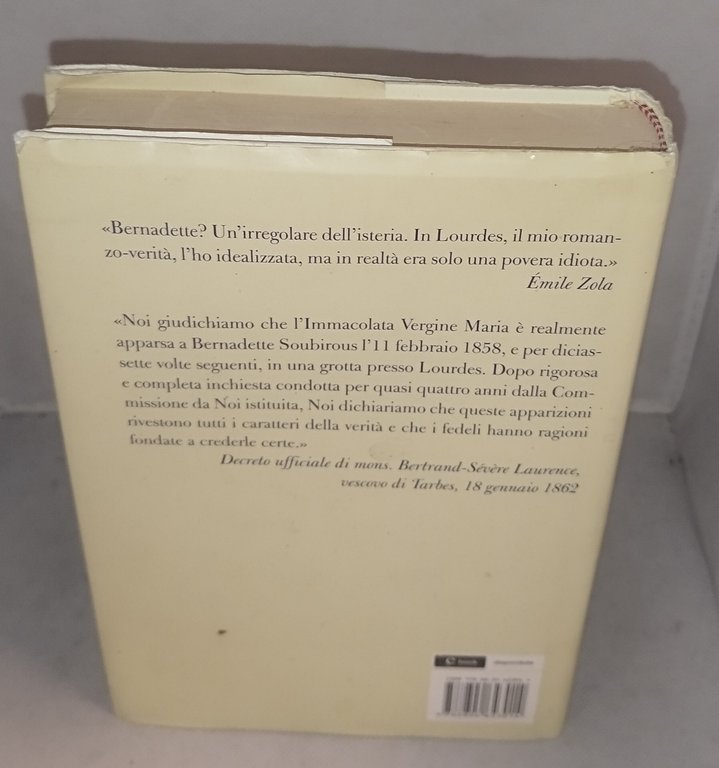 «Bernadette? Un'irregolare dell'isteria. In Lourdes, il mio roman-
zo-verità, l'ho idealizzata, ma in realtà era solo una povera idiota.»
Émile Zola
«Noi giudichiamo che l'Immacolata Vergine Maria è realmente
apparsa a Bernadette Soubirous l'11 febbraio 1858, e per dicias-
sette volte seguenti, in una grotta presso Lourdes. Dopo rigorosa
e completa inchiesta condotta per quasi quattro anni dalla Com-
missione da Noi istituita, Noi dichiariamo che queste apparizioni
rivestono tutti i caratteri della verità e che i fedeli hanno ragioni
fondate a crederle certe.»
Decreto ufficiale di mons. Bertrand-Sévère Laurence,
vescovo di Tarbes, 18 gennaio 1862
book disponibile